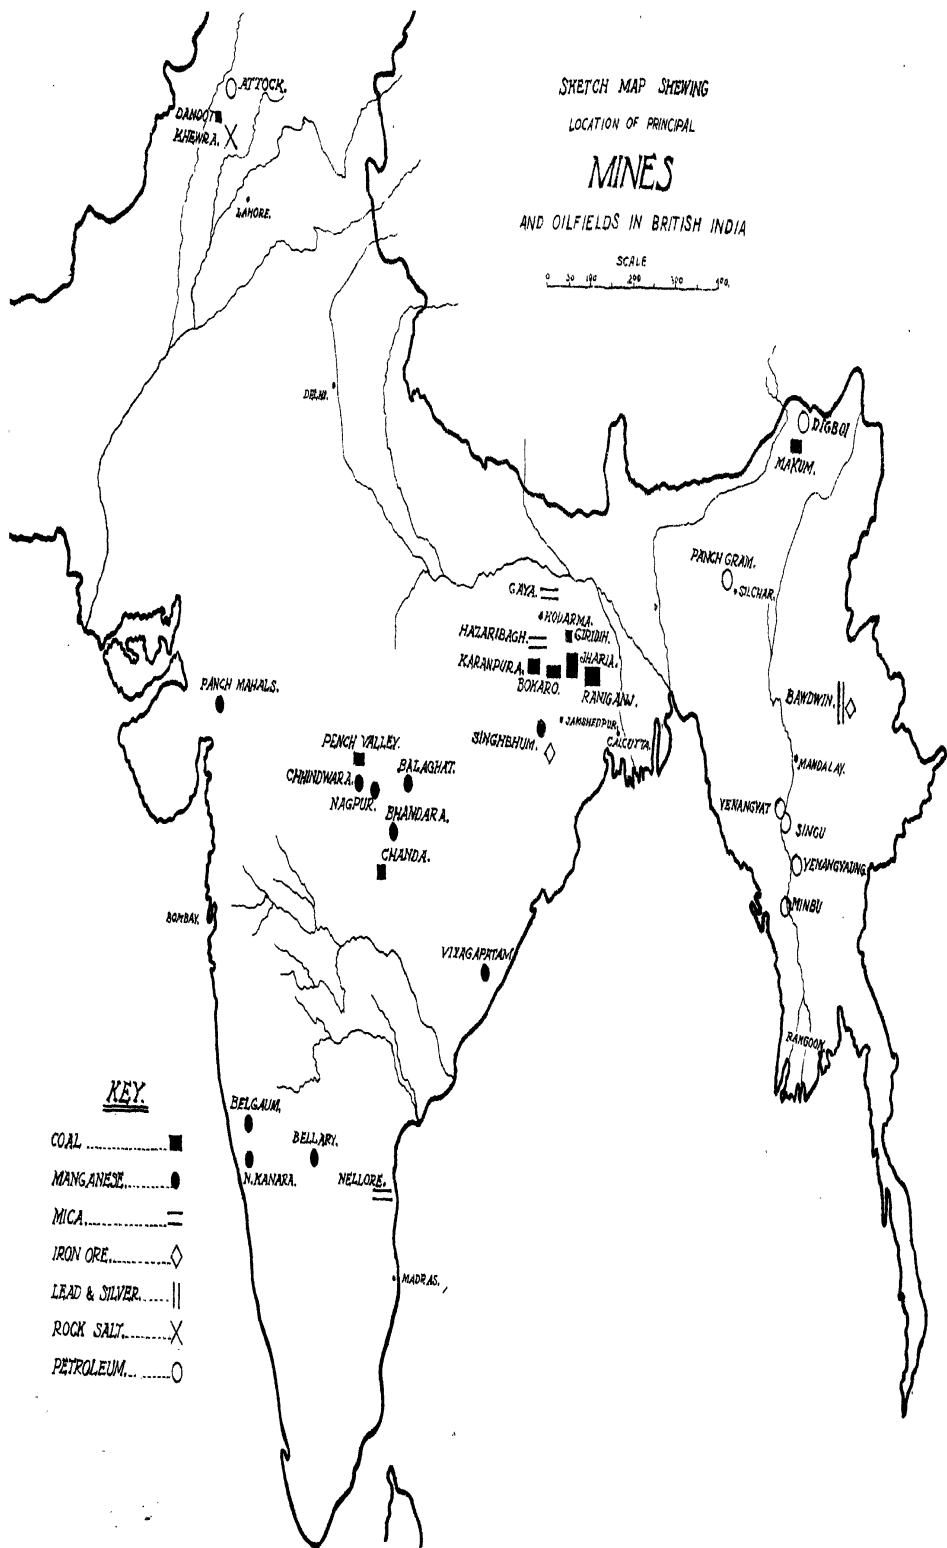 SKETCH MAP SHEWING
LOCATION OF PRINCIPAL
MINES
AND OILFIELDS IN BRITISH INDIA
SCALE
0 50 100 200 300 400.
ATTOCK.
DANDOT
KHEWRA.
LAHORE.
DELHI.
DIGBOI
MAKUM.
PANCH GRAM.
SILCHAR.
GAYA.
KODARMA.
HAZARIBAGH.
GIRIDIH.
KARANPURA.
JHARIA.
BOKARO.
RANIGANJ.
PANCH MAHALS.
BAWDWIN.
JAMSHEDPUR.
SINGHBHUM.
CALCUTTA.
PENCH VALLEY.
MANDALAY.
CHHINDWARA.
BALAGHAT.
NAGPUR.
YENANGYAT
BHANDARA.
SINGU
CHANDA.
YENANGYAUNG.
MINBU
BOMBAY.
VIZAGAPATAM
RANGOON.
KEY.
COAL
MANGANESE.
MICA.
IRON ORE.
LEAD & SILVER.
ROCK SALT.
PETROLEUM.
BELGAUM.
BELLARY.
N. KANARA.
NELLORE.
MADRAS.